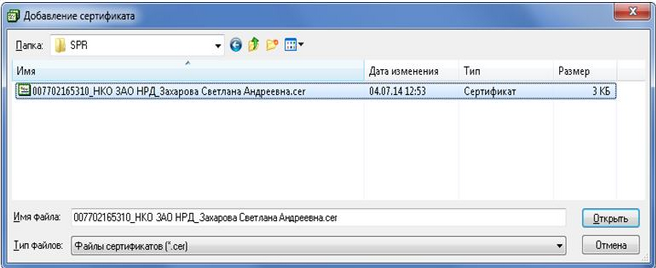 Добавление сертификата
Папка: SPR
Имя Дата изменения Тип Размер
007702165310_НКО ЗАО НРД_Захарова Светлана Андреевна.cer 04.07.14 12:53 Сертификат 3 КБ
Имя файла: 007702165310_НКО ЗАО НРД_Захарова Светлана Андреевна.cer Открыть
Тип файлов: Файлы сертификатов (*.cer) Отмена